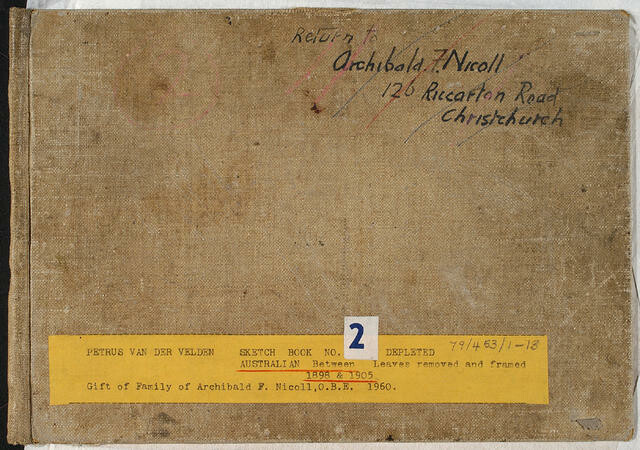 Return to
Archibald F. Nicoll
126 Riccarton Road
Christchurch
2
PETRUS VAN DER VELDEN SKETCH BOOK NO. DEPLETED 79/453/1-18
AUSTRALIAN Between Leaves removed and framed
1898 & 1905
Gift of Family of Archibald F. Nicoll,O.B.E. 1960.